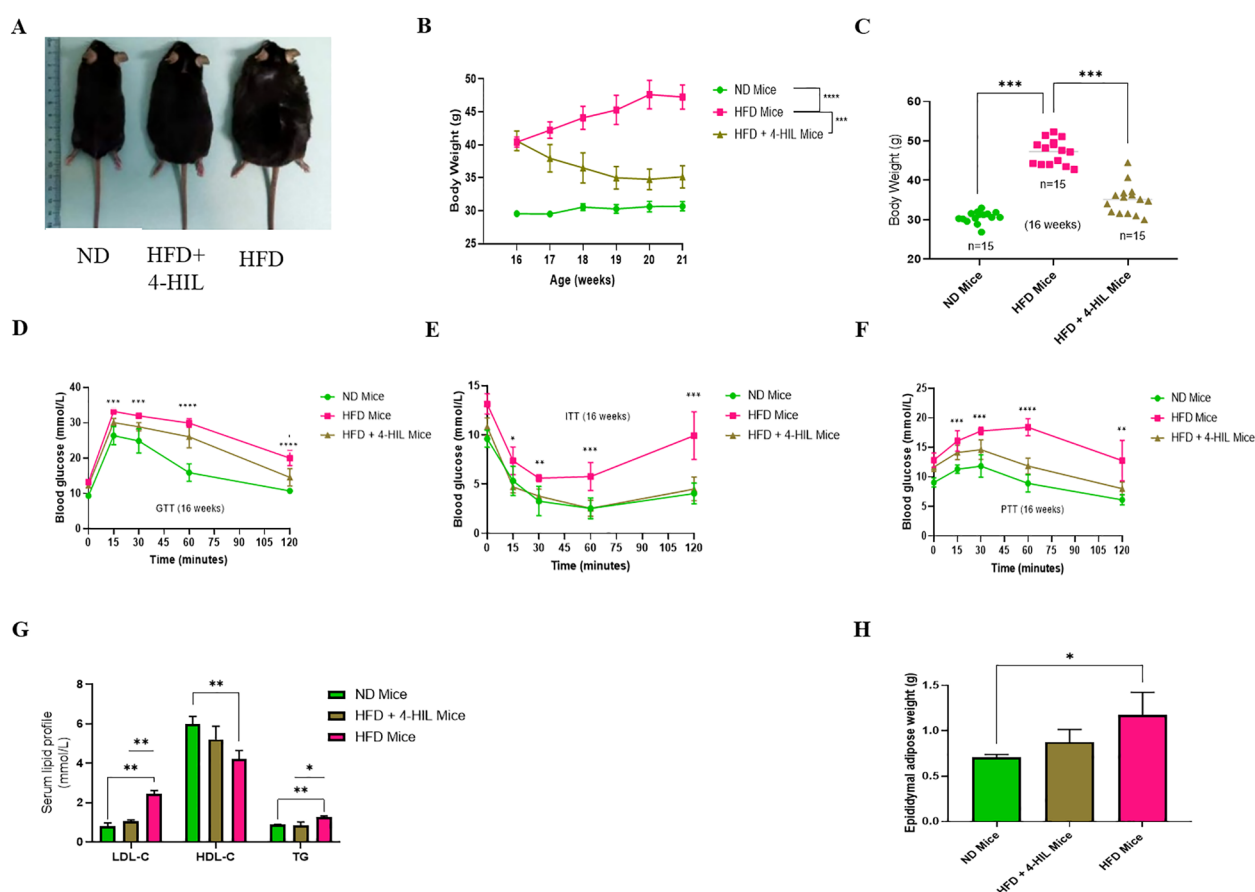 A
ND
HFD+
4-HIL
HFD
B
Body Weight (g)
50
45
40
35
30
25
16
17
18
19
20
21
Age (weeks)
ND Mice
HFD Mice
HFD + 4-HIL Mice
****
***
C
***
***
Body Weight (g)
60
50
40
30
20
n=15
n=15
(16 weeks)
n=15
ND Mice
HFD Mice
HFD + 4-HIL Mice
D
Blood glucose (mmol/L)
40
30
20
10
0
*** *** **** ****
GTT (16 weeks)
0 15 30 45 60 75 90 105 120
Time (minutes)
ND Mice
HFD Mice
HFD + 4-HIL Mice
E
Blood glucose (mmol/L)
15
10
5
0
ITT (16 weeks)
* ** *** ***
0 15 30 45 60 75 90 105 120
Time (minutes)
ND Mice
HFD Mice
HFD + 4-HIL Mice
F
Blood glucose (mmol/L)
25
20
15
10
5
0
*** *** **** **
PTT (16 weeks)
0 15 30 45 60 75 90 105 120
Time (minutes)
ND Mice
HFD Mice
HFD + 4-HIL Mice
G
Serum lipid profile
(mmol/L)
8
6
4
2
0
**
**
**
*
**
LDL-C
HDL-C
TG
ND Mice
HFD + 4-HIL Mice
HFD Mice
H
Epididymal adipose weight (g)
1.5
1.0
0.5
0.0
*
ND Mice
HFD + 4-HIL Mice
HFD Mice